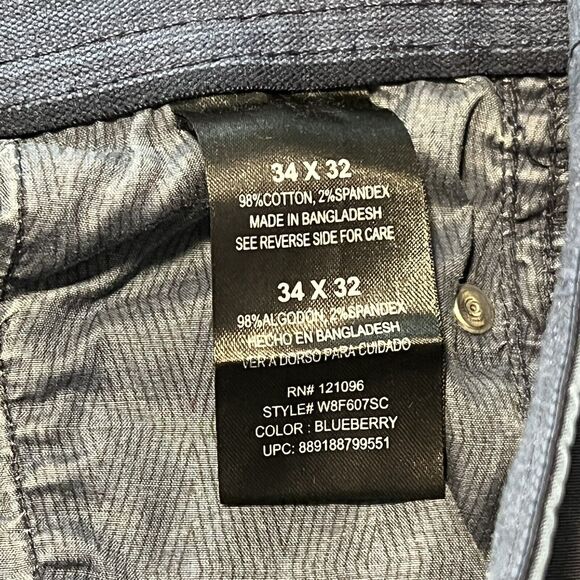 34 X 32
98%COTTON, 2%SPANDEX
MADE IN BANGLADESH
SEE REVERSE SIDE FOR CARE
34 X 32
98%ALGODON, 2%SPANDEX
HECHO EN BANGLADESH
VER A DORSO PARA CUIDADO
RN# 121096
STYLE# W8F607SC
COLOR : BLUEBERRY
UPC: 889188799551